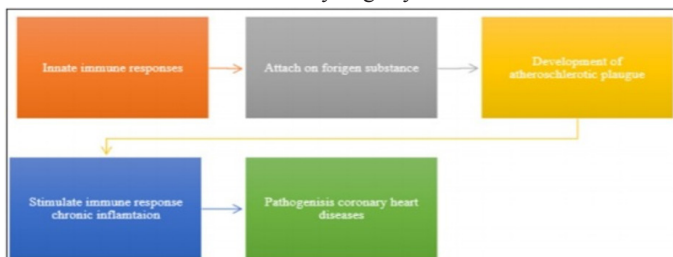 Innate immune responses
Attach on forigen substance
Development of
atheroschlerotic plaugue
Stimulate immune response
chronic inflamtaion
Pathogenisis coronary heart
diseases